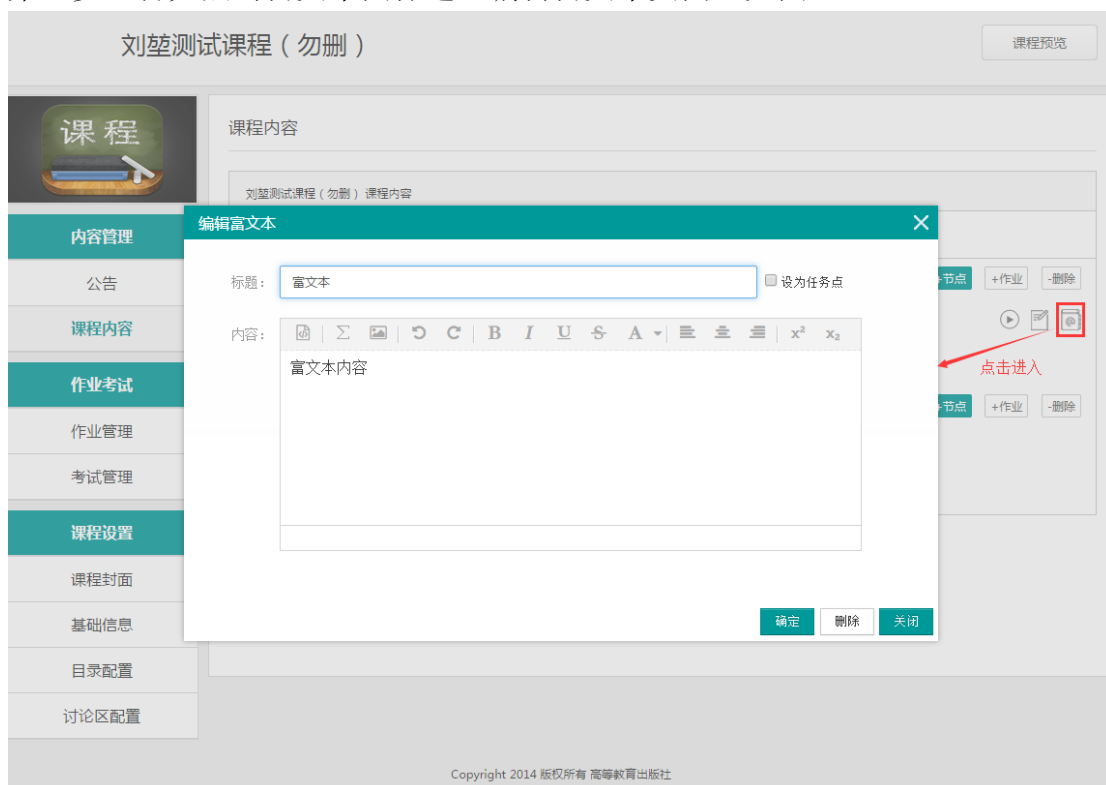 刘堃测试课程(勿删)
课程预览
课程
课程内容
刘堃测试课程(勿删)课程内容
内容管理
公告
课程内容
作业考试
作业管理
考试管理
课程设置
课程封面
基础信息
目录配置
讨论区配置
编辑富文本
标题: 富文本 设为任务点
内容: Σ B I U S A x² x₂
富文本内容
确定 删除 关闭
+节点 +作业 -删除
点击进入
+节点 +作业 -删除
Copyright 2014 版权所有 高等教育出版社